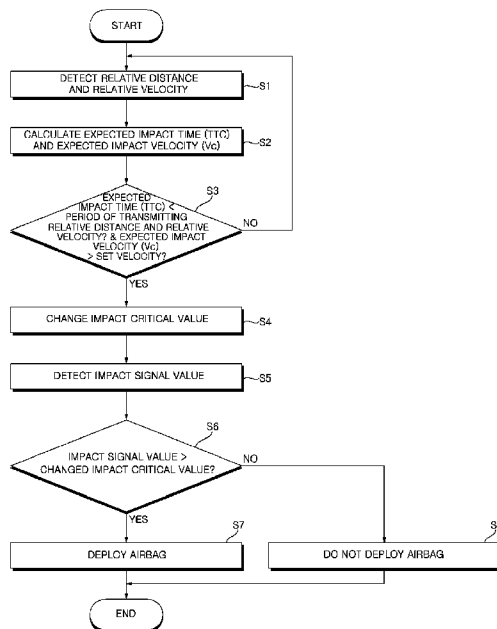 START
DETECT RELATIVE DISTANCE
AND RELATIVE VELOCITY
S1
CALCULATE EXPECTED IMPACT TIME (TTC)
AND EXPECTED IMPACT VELOCITY (Vc)
S2
S3
EXPECTED
IMPACT TIME (TTC) <
PERIOD OF TRANSMITTING
RELATIVE DISTANCE AND RELATIVE
VELOCITY? & EXPECTED IMPACT
VELOCITY (Vc)
> SET VELOCITY?
NO
YES
CHANGE IMPACT CRITICAL VALUE
S4
DETECT IMPACT SIGNAL VALUE
S5
S6
IMPACT SIGNAL VALUE >
CHANGED IMPACT CRITICAL VALUE?
NO
YES
S7
DEPLOY AIRBAG
DO NOT DEPLOY AIRBAG
END